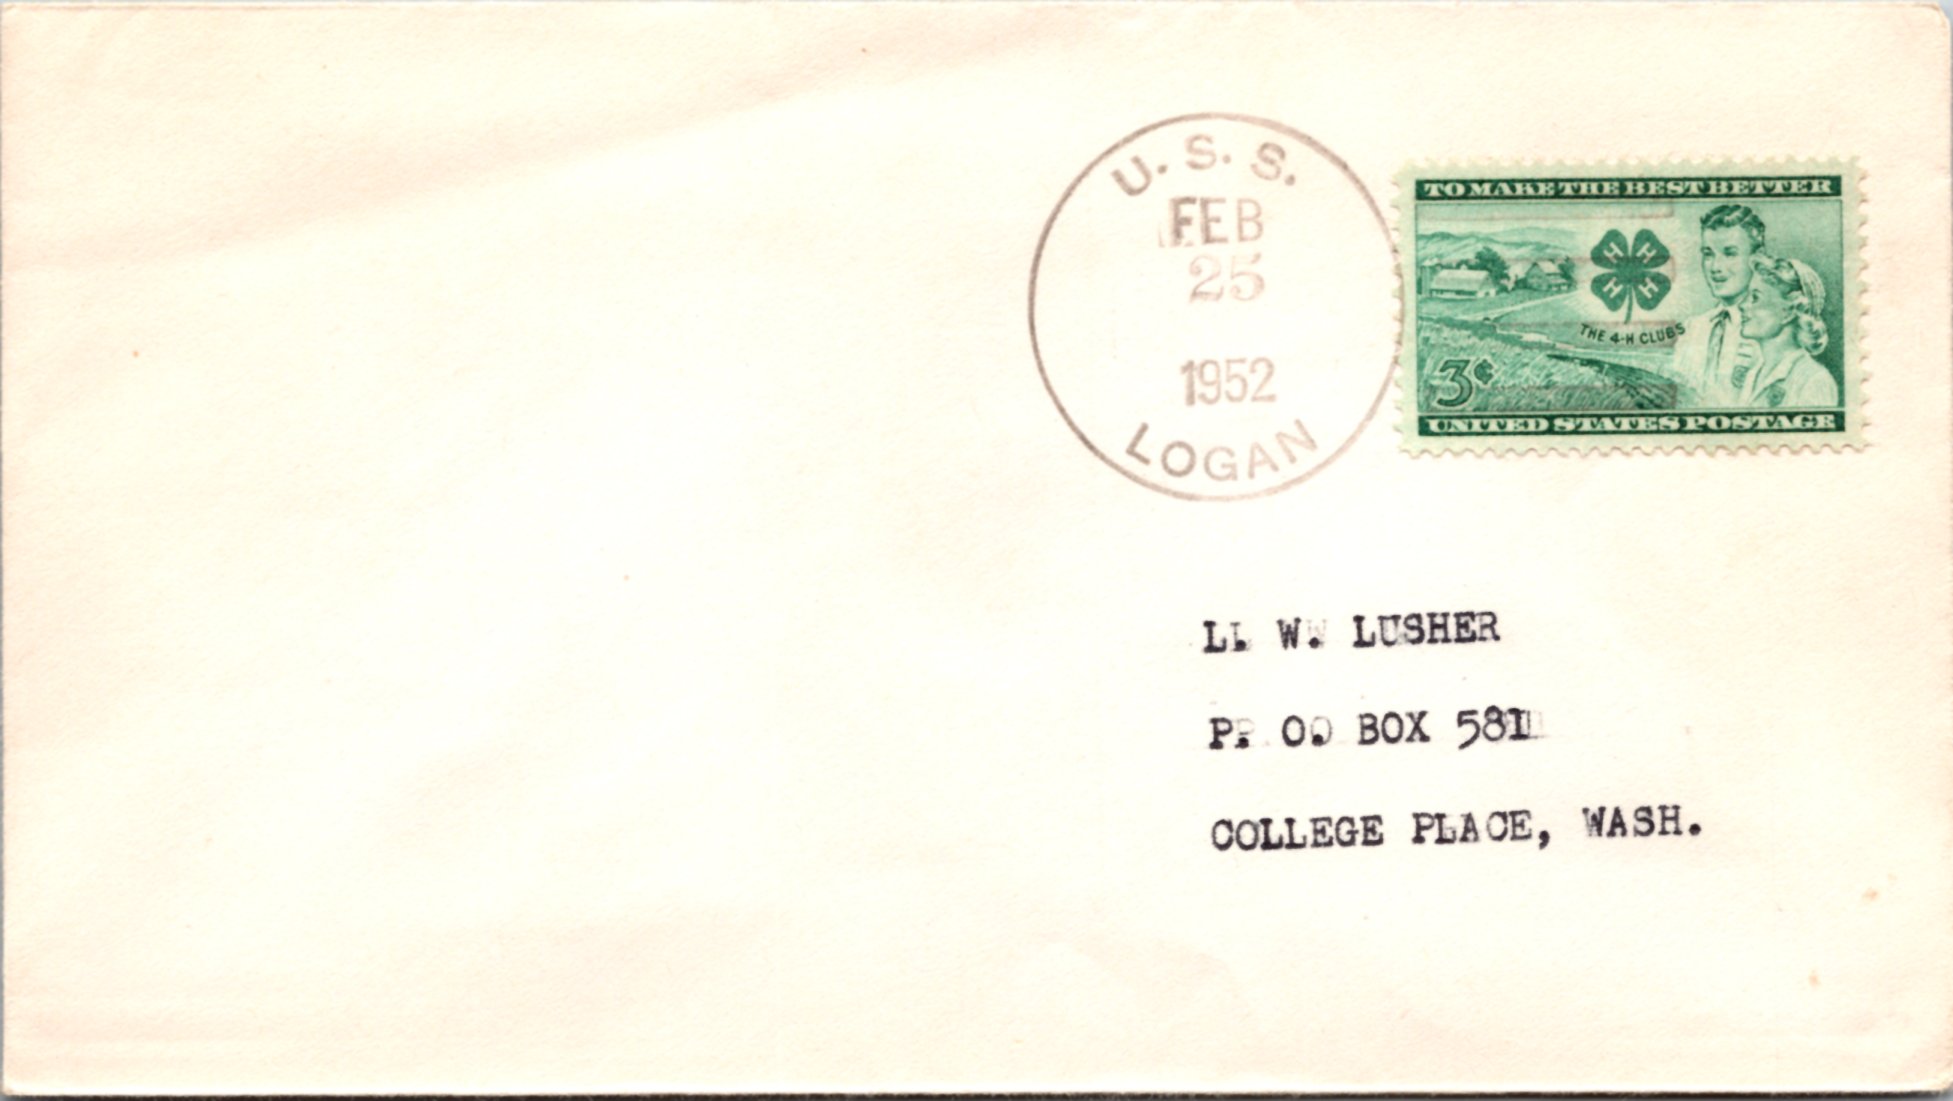 U. S. S.
FEB
25
1952
LOGAN
TO MAKE THE BEST BETTER
H H
H H
THE 4-H CLUBS
3¢
UNITED STATES POSTAGE
L. W. LUSHER
P. O. BOX 581
COLLEGE PLACE, WASH.